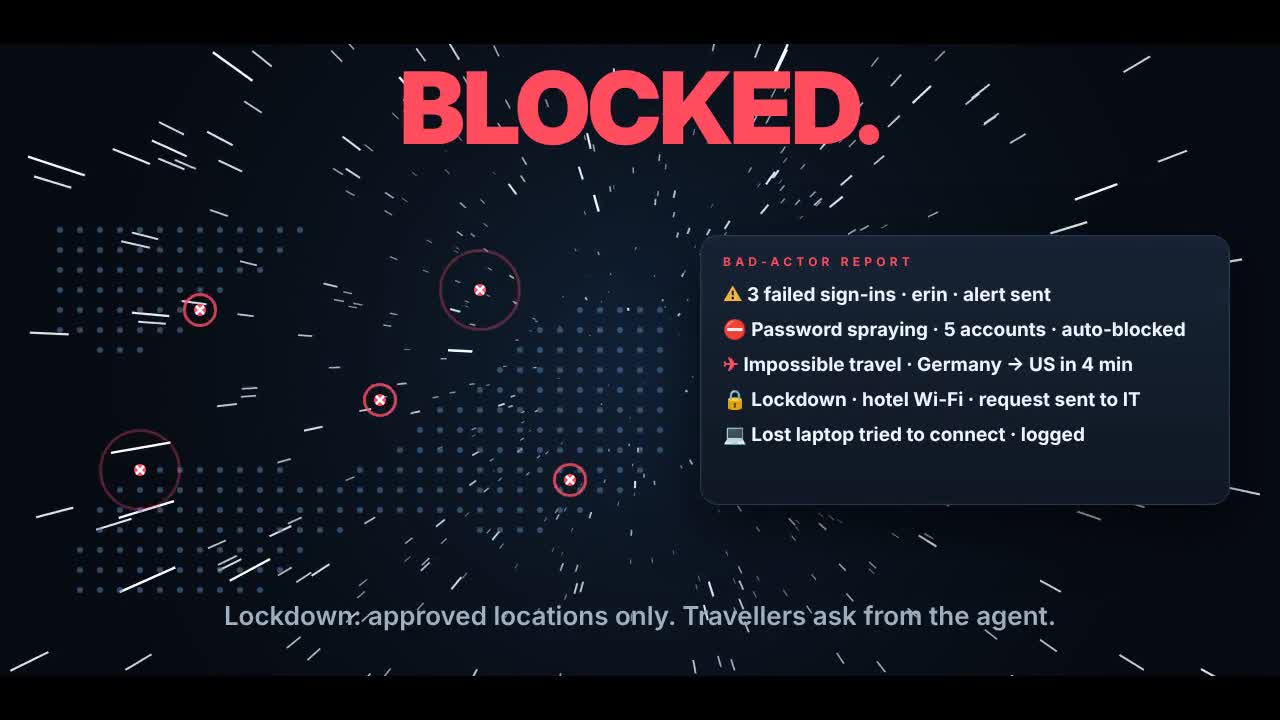 BLOCKED.
BAD-ACTOR REPORT
⚠ 3 failed sign-ins · erin · alert sent
⛔ Password spraying · 5 accounts · auto-blocked
✈ Impossible travel · Germany → US in 4 min
🔒 Lockdown · hotel Wi-Fi · request sent to IT
💻 Lost laptop tried to connect · logged
Lockdown: approved locations only. Travellers ask from the agent.